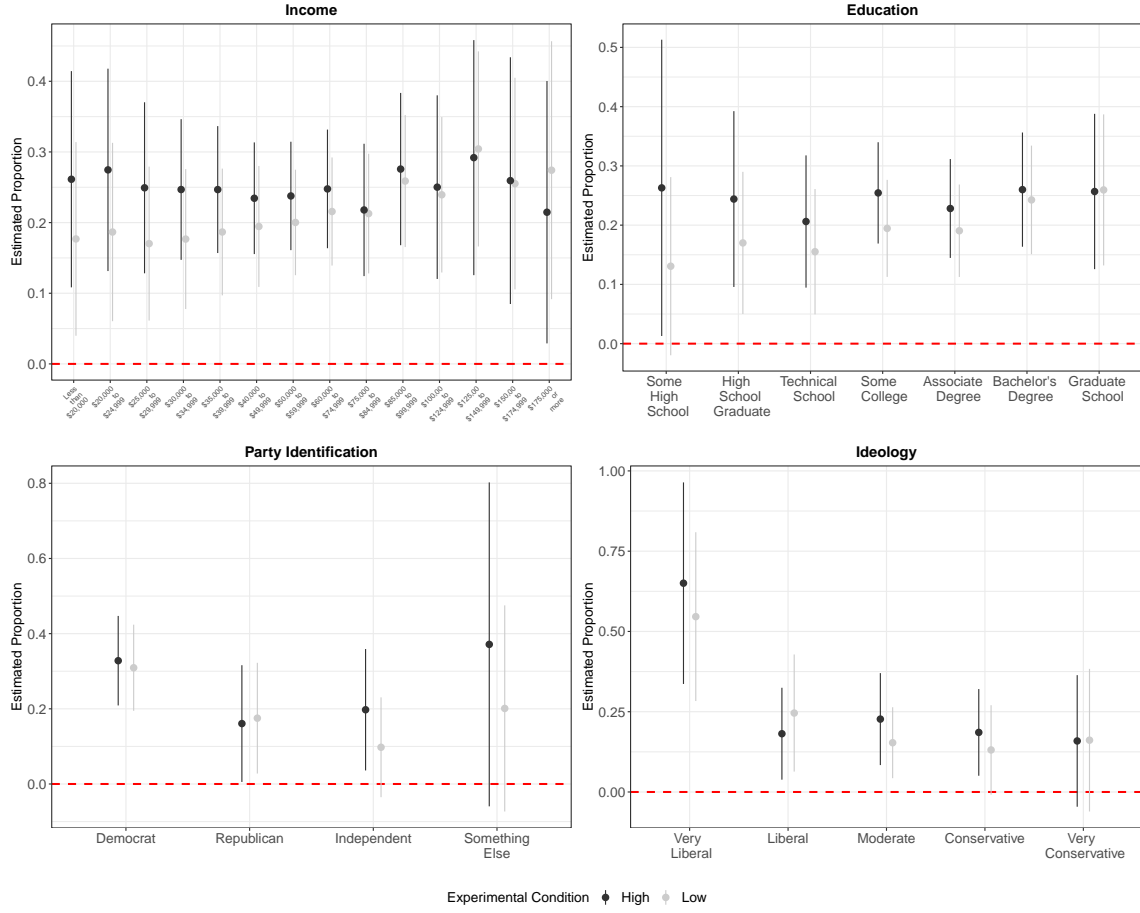 Income
Estimated Proportion
0.4
0.3
0.2
0.1
0.0
Less than $20,000
$20,000 to $24,999
$25,000 to $29,999
$30,000 to $34,999
$35,000 to $39,999
$40,000 to $49,999
$50,000 to $59,999
$60,000 to $74,999
$75,000 to $84,999
$85,000 to $99,999
$100,00 to $124,999
$125,00 to $149,999
$150,00 to $174,999
$175,000 or more
Education
Estimated Proportion
0.5
0.4
0.3
0.2
0.1
0.0
Some High School
High School Graduate
Technical School
Some College
Associate Degree
Bachelor's Degree
Graduate School
Party Identification
Estimated Proportion
0.8
0.6
0.4
0.2
0.0
Democrat
Republican
Independent
Something Else
Ideology
Estimated Proportion
1.00
0.75
0.50
0.25
0.00
Very Liberal
Liberal
Moderate
Conservative
Very Conservative
Experimental Condition High Low